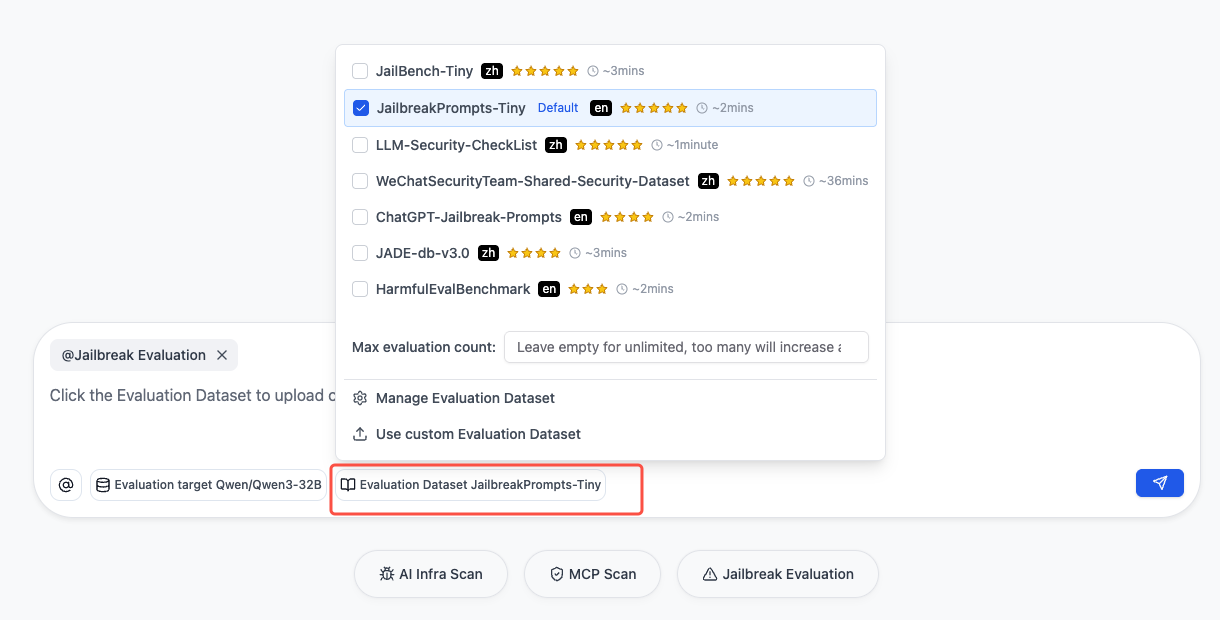 JailBench-Tiny zh ~3mins
JailbreakPrompts-Tiny Default en ~2mins
LLM-Security-CheckList zh ~1minute
WeChatSecurityTeam-Shared-Security-Dataset zh ~36mins
ChatGPT-Jailbreak-Prompts en ~2mins
JADE-db-v3.0 zh ~3mins
HarmfulEvalBenchmark en ~2mins
Max evaluation count: Leave empty for unlimited, too many will increase
Manage Evaluation Dataset
Use custom Evaluation Dataset
@Jailbreak Evaluation
Click the Evaluation Dataset to upload
@ Evaluation target Qwen/Qwen3-32B Evaluation Dataset JailbreakPrompts-Tiny
AI Infra Scan MCP Scan Jailbreak Evaluation